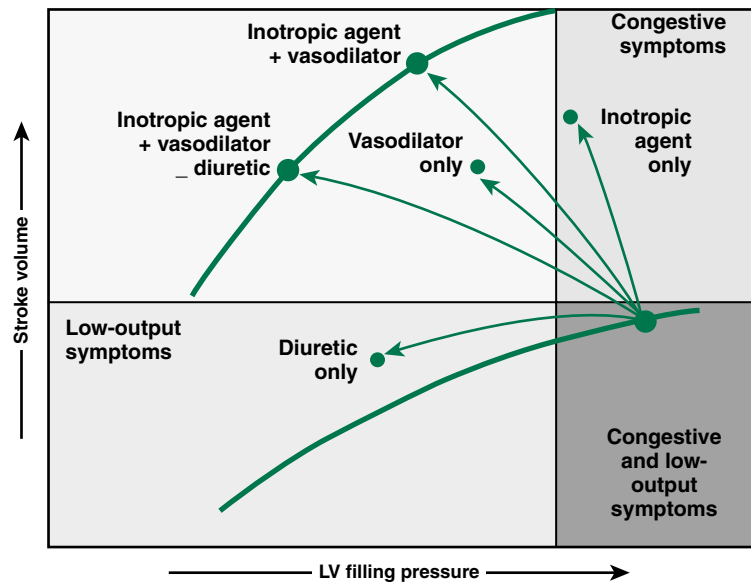 Inotropic agent
+ vasodilator
Congestive
symptoms
Inotropic agent
+ vasodilator
_ diuretic
Vasodilator
only
Inotropic
agent
only
Stroke volume
Low-output
symptoms
Diuretic
only
Congestive
and low-
output
symptoms
LV filling pressure